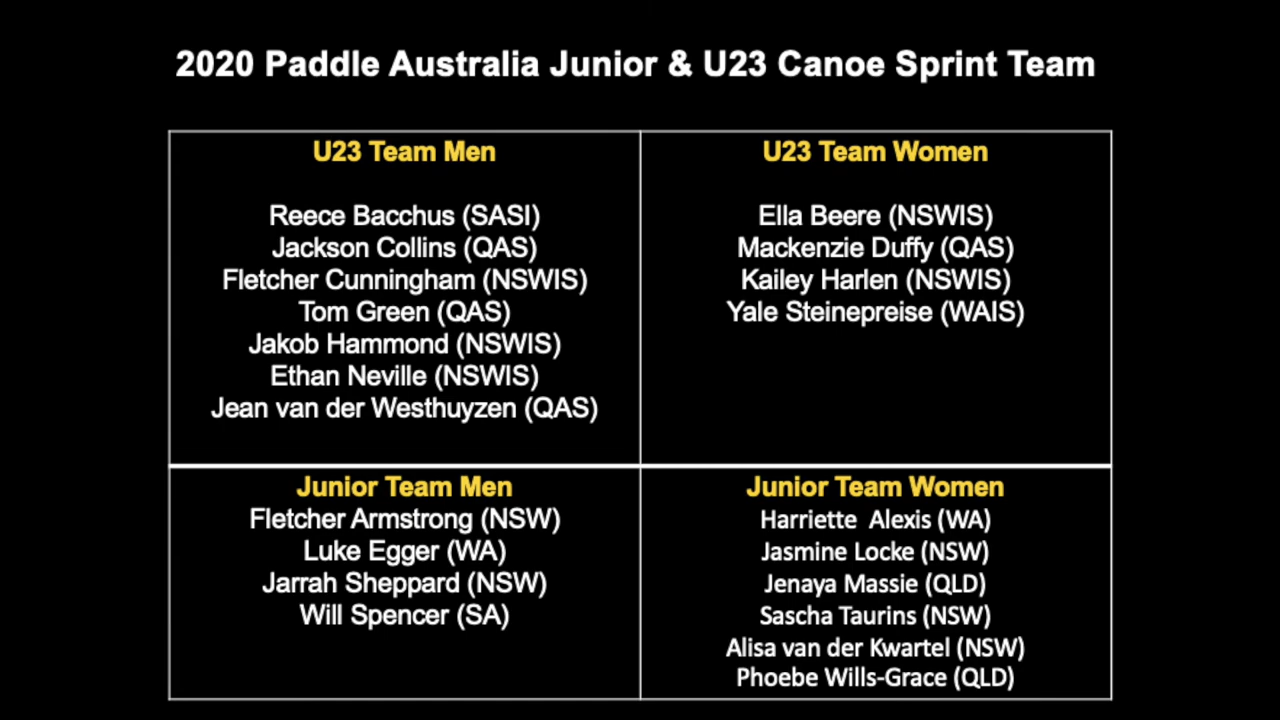 2020 Paddle Australia Junior & U23 Canoe Sprint Team
U23 Team Men
Reece Bacchus (SASI)
Jackson Collins (QAS)
Fletcher Cunningham (NSWIS)
Tom Green (QAS)
Jakob Hammond (NSWIS)
Ethan Neville (NSWIS)
Jean van der Westhuyzen (QAS)
U23 Team Women
Ella Beere (NSWIS)
Mackenzie Duffy (QAS)
Kailey Harlen (NSWIS)
Yale Steinepreise (WAIS)
Junior Team Men
Fletcher Armstrong (NSW)
Luke Egger (WA)
Jarrah Sheppard (NSW)
Will Spencer (SA)
Junior Team Women
Harriette Alexis (WA)
Jasmine Locke (NSW)
Jenaya Massie (QLD)
Sascha Taurins (NSW)
Alisa van der Kwartel (NSW)
Phoebe Wills-Grace (QLD)